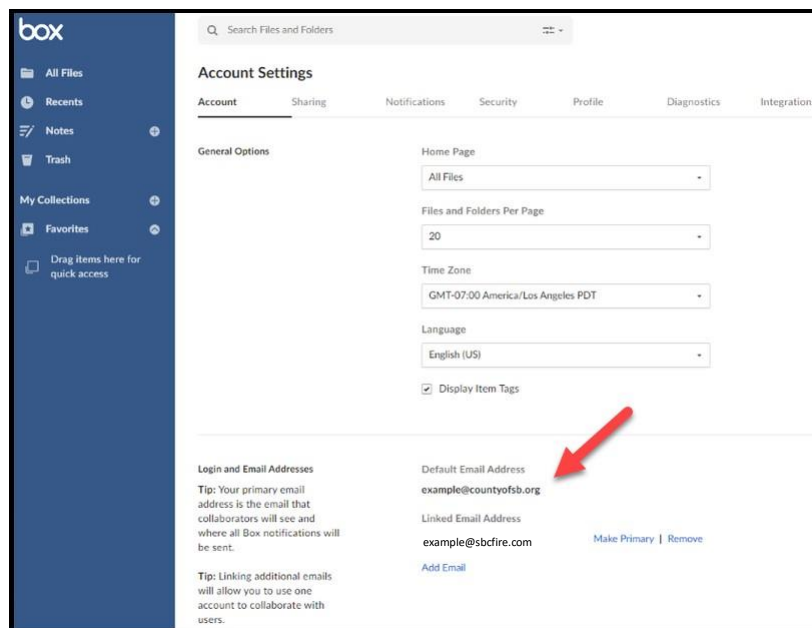 box
Search Files and Folders
All Files
Recents
Notes
Trash
My Collections
Favorites
Drag items here for
quick access
Account Settings
Account Sharing Notifications Security Profile Diagnostics Integration
General Options
Home Page
All Files
Files and Folders Per Page
20
Time Zone
GMT-07:00 America/Los Angeles PDT
Language
English (US)
Display Item Tags
Login and Email Addresses
Tip: Your primary email
address is the email that
collaborators will see and
where all Box notifications will
be sent.
Tip: Linking additional emails
will allow you to use one
account to collaborate with
users.
Default Email Address
example@countyofsb.org
Linked Email Address
example@sbcfire.com
Make Primary | Remove
Add Email